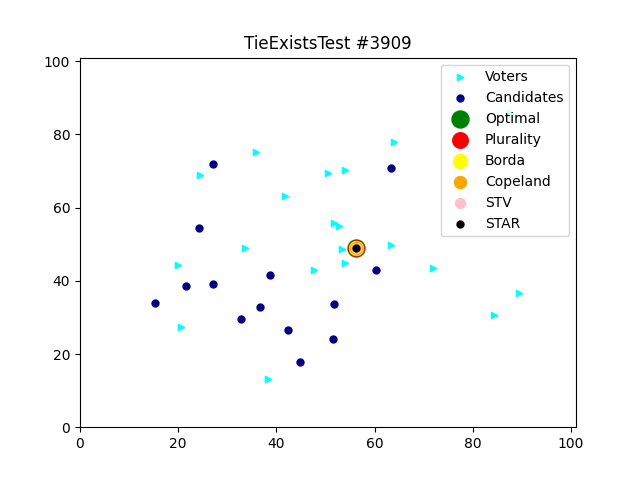 TieExistsTest #3909
Voters
Candidates
Optimal
Plurality
Borda
Copeland
STV
STAR
100
80
60
40
20
0
0 20 40 60 80 100